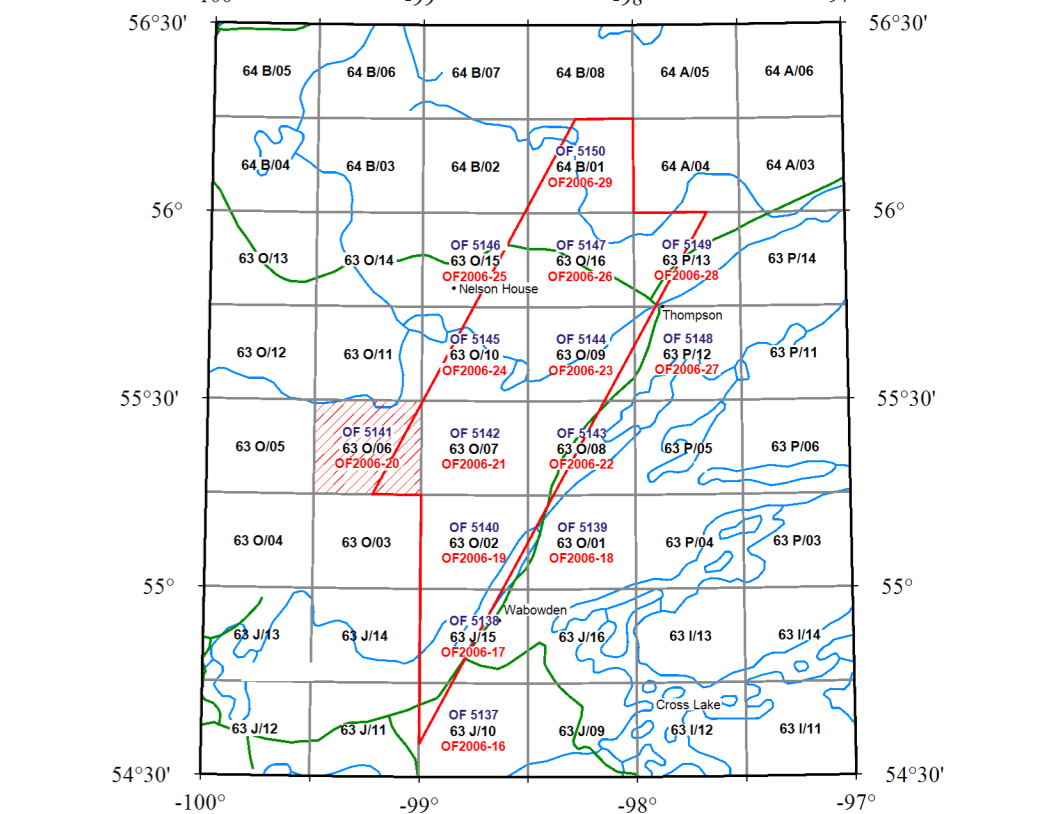 -100 -99 -98 -97
56°30' 56°30'
64 B/05 64 B/06 64 B/07 64 B/08 64 A/05 64 A/06
OF 5150
64 B/04 64 B/03 64 B/02 64 B/01 64 A/04 64 A/03
OF2006-29
56° 56°
OF 5146 OF 5147 OF 5149
63 O/13 63 O/14 63 O/15 63 O/16 63 P/13 63 P/14
OF2006-25 OF2006-26 OF2006-28
Nelson House
Thompson
OF 5145 OF 5144 OF 5148
63 O/12 63 O/11 63 O/10 63 O/09 63 P/12 63 P/11
OF2006-24 OF2006-23 OF2006-27
55°30' 55°30'
OF 5141 OF 5142 OF 5143
63 O/05 63 O/06 63 O/07 63 O/08 63 P/05 63 P/06
OF2006-20 OF2006-21 OF2006-22
OF 5140 OF 5139
63 O/04 63 O/03 63 O/02 63 O/01 63 P/04 63 P/03
OF2006-19 OF2006-18
55° 55°
Wabowden
OF 5138
63 J/13 63 J/14 63 J/15 63 J/16 63 I/13 63 I/14
OF2006-17
Cross Lake
OF 5137
63 J/12 63 J/11 63 J/10 63 J/09 63 I/12 63 I/11
OF2006-16
54°30' 54°30'
-100° -99° -98° -97°